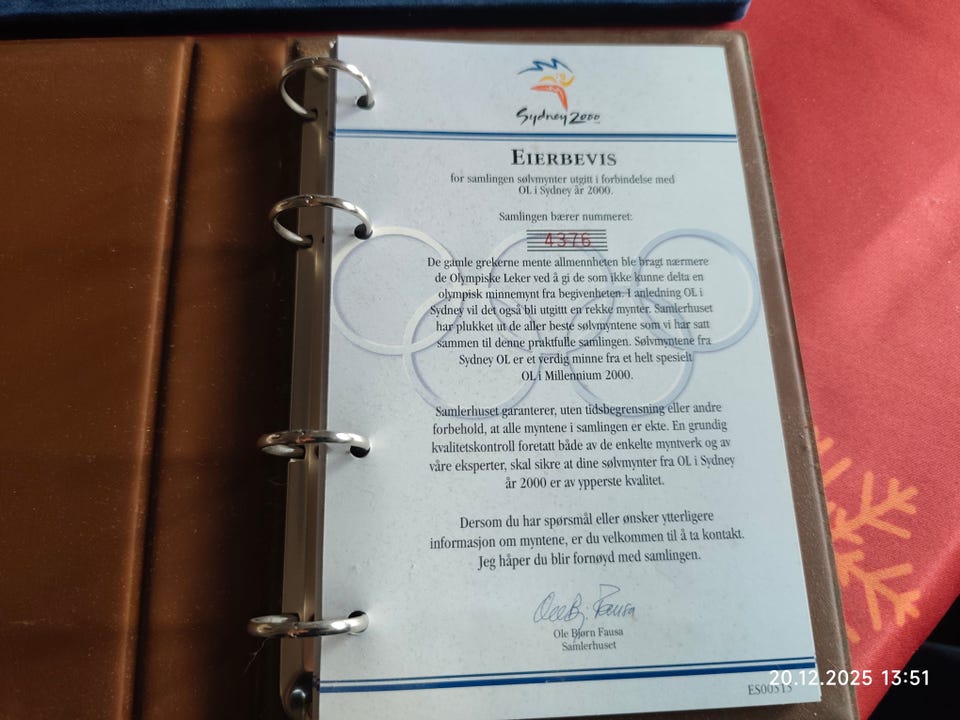 Sydney 2000
EIERBEVIS
for samlingen sølvmynter utgitt i forbindelse med
OL i Sydney år 2000.
Samlingen bærer nummeret:
4376
De gamle grekerne mente allmennheten ble bragt nærmere
de Olympiske Leker ved å gi de som ikke kunne delta en
olympisk minnemynt fra begivenheten. I anledning OL i
Sydney vil det også bli utgitt en rekke mynter. Samlerhuset
har plukket ut de aller beste sølvmyntene som vi har satt
sammen til denne praktfulle samlingen. Sølvmyntene fra
Sydney OL er et verdig minne fra et helt spesielt
OL i Millennium 2000.
Samlerhuset garanterer, uten tidsbegrensning eller andre
forbehold, at alle myntene i samlingen er ekte. En grundig
kvalitetskontroll foretatt både av de enkelte myntverk og av
våre eksperter, skal sikre at dine sølvmynter fra OL i Sydney
år 2000 er av ypperste kvalitet.
Dersom du har spørsmål eller ønsker ytterligere
informasjon om myntene, er du velkommen til å ta kontakt.
Jeg håper du blir fornøyd med samlingen.
Ole Bj. Fausa
Ole Bjørn Fausa
Samlerhuset
20.12.2025 13:51